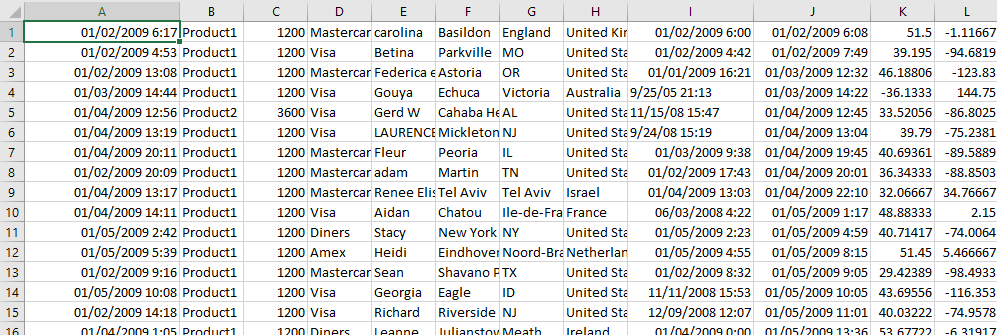 A B C D E F G H I J K L
1 01/02/2009 6:17 Product1 1200 Mastercar carolina Basildon England United Kin 01/02/2009 6:00 01/02/2009 6:08 51.5 -1.11667
2 01/02/2009 4:53 Product1 1200 Visa Betina Parkville MO United Sta 01/02/2009 4:42 01/02/2009 7:49 39.195 -94.6819
3 01/02/2009 13:08 Product1 1200 Mastercar Federica e Astoria OR United Sta 01/01/2009 16:21 01/03/2009 12:32 46.18806 -123.83
4 01/03/2009 14:44 Product1 1200 Visa Gouya Echuca Victoria Australia 9/25/05 21:13 01/03/2009 14:22 -36.1333 144.75
5 01/04/2009 12:56 Product2 3600 Visa Gerd W Cahaba He AL United Sta 11/15/08 15:47 01/04/2009 12:45 33.52056 -86.8025
6 01/04/2009 13:19 Product1 1200 Visa LAURENCE Mickleton NJ United Sta 9/24/08 15:19 01/04/2009 13:04 39.79 -75.2381
7 01/04/2009 20:11 Product1 1200 Mastercar Fleur Peoria IL United Sta 01/03/2009 9:38 01/04/2009 19:45 40.69361 -89.5889
8 01/02/2009 20:09 Product1 1200 Mastercar adam Martin TN United Sta 01/02/2009 17:43 01/04/2009 20:01 36.34333 -88.8503
9 01/04/2009 13:17 Product1 1200 Mastercar Renee Elis Tel Aviv Tel Aviv Israel 01/04/2009 13:03 01/04/2009 22:10 32.06667 34.76667
10 01/04/2009 14:11 Product1 1200 Visa Aidan Chatou Ile-de-Fra France 06/03/2008 4:22 01/05/2009 1:17 48.88333 2.15
11 01/05/2009 2:42 Product1 1200 Diners Stacy New York NY United Sta 01/05/2009 2:23 01/05/2009 4:59 40.71417 -74.0064
12 01/05/2009 5:39 Product1 1200 Amex Heidi Eindhoven Noord-Bra Netherlan 01/05/2009 4:55 01/05/2009 8:15 51.45 5.466667
13 01/02/2009 9:16 Product1 1200 Mastercar Sean Shavano P TX United Sta 01/02/2009 8:32 01/05/2009 9:05 29.42389 -98.4933
14 01/05/2009 10:08 Product1 1200 Visa Georgia Eagle ID United Sta 11/11/2008 15:53 01/05/2009 10:05 43.69556 -116.353
15 01/02/2009 14:18 Product1 1200 Visa Richard Riverside NJ United Sta 12/09/2008 12:07 01/05/2009 11:01 40.03222 -74.9578
16 01/04/2009 1:05 Product1 1200 Diners Leanne Julianstow Meath Ireland 01/04/2009 0:00 01/05/2009 13:36 53.67722 -6.31917